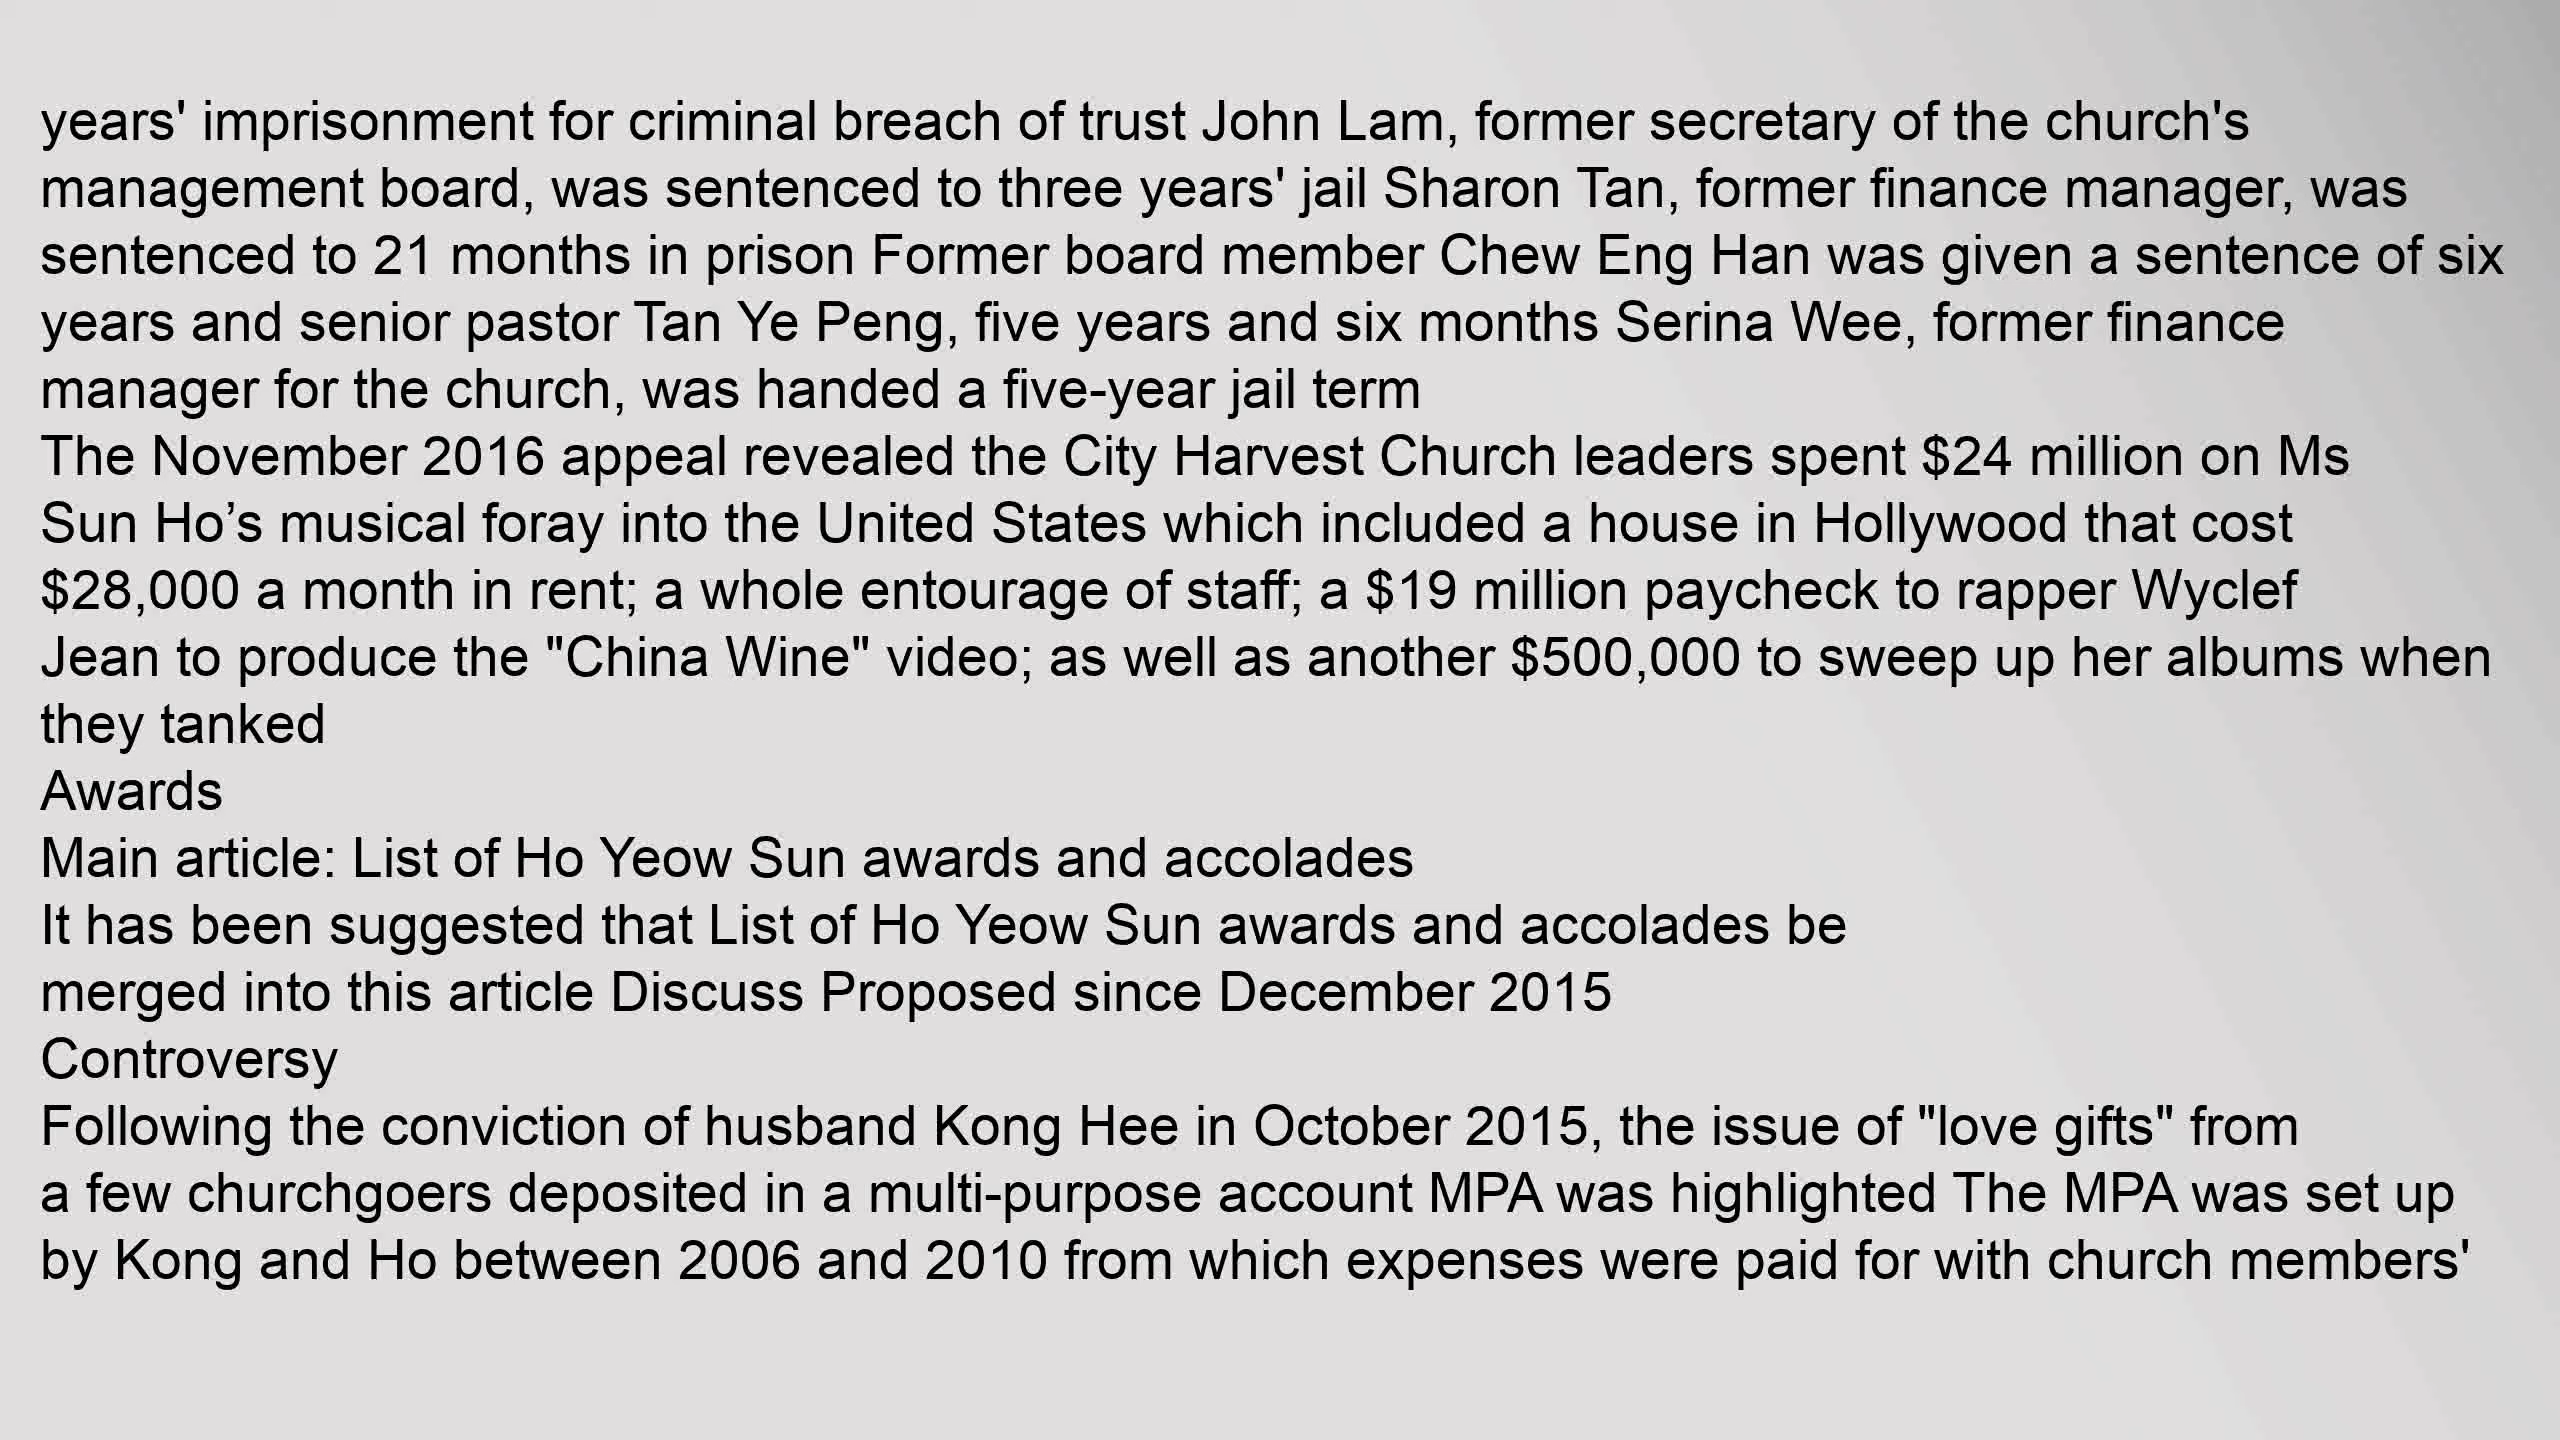 years' imprisonment for criminal breach of trust John Lam, former secretary of the church's
management board, was sentenced to three years' jail Sharon Tan, former finance manager, was
sentenced to 21 months in prison Former board member Chew Eng Han was given a sentence of six
years and senior pastor Tan Ye Peng, five years and six months Serina Wee, former finance
manager for the church, was handed a five-year jail term
The November 2016 appeal revealed the City Harvest Church leaders spent $24 million on Ms
Sun Ho’s musical foray into the United States which included a house in Hollywood that cost
$28,000 a month in rent; a whole entourage of staff; a $19 million paycheck to rapper Wyclef
Jean to produce the "China Wine" video; as well as another $500,000 to sweep up her albums when
they tanked
Awards
Main article: List of Ho Yeow Sun awards and accolades
It has been suggested that List of Ho Yeow Sun awards and accolades be
merged into this article Discuss Proposed since December 2015
Controversy
Following the conviction of husband Kong Hee in October 2015, the issue of "love gifts" from
a few churchgoers deposited in a multi-purpose account MPA was highlighted The MPA was set up
by Kong and Ho between 2006 and 2010 from which expenses were paid for with church members'